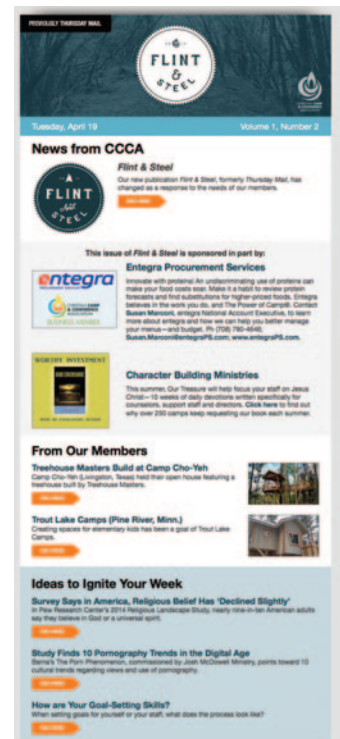 PREVIOUSLY THURSDAY MAIL
FLINT
&
STEEL
Tuesday, April 19
Volume 1, Number 2
News from CCCA
FLINT
STEEL
Flint & Steel
Our new publication Flint & Steel, formerly Thursday Mail, has
changed as a response to the needs of our members.
This issue of Flint & Steel is sponsored in part by:
entegra
PROCUREMENT SERVICES
CHRISTIAN CAMP
& CONFERENCE
ASSOCIATION
BUSINESS MEMBER
Entegra Procurement Services
Innovate with proteins! An undiscriminating use of proteins can
make your food costs soar. Make it a habit to review protein
forecasts and find substitutions for higher-priced foods. Entegra
believes in the work you do, and The Power of Camp®. Contact
Susan Marconi, entegra National Account Executive, to learn
more about entegra and how we can help you better manage
your menus—and budget. Ph (708) 790-4648;
Susan.Marconi@entegraPS.com, www.entegraPS.com.
WORTHY INVESTMENT
Character Building Ministries
This summer, Our Treasure will help focus your staff on Jesus
Christ—10 weeks of daily devotions written specifically for
counselors, support staff and directors. Click here to find out
why over 250 camps keep requesting our book each summer.
From Our Members
Treehouse Masters Build at Camp Cho-Yeh
Camp Cho-Yeh (Livingston, Texas) held their open house featuring a
treehouse built by Treehouse Masters.
Trout Lake Camps (Pine River, Minn.)
Creating spaces for elementary kids has been a goal of Trout Lake
Camps.
Ideas to Ignite Your Week
Survey Says in America, Religious Belief Has 'Declined Slightly'
In Pew Research Center's 2014 Religious Landscape Study, nearly nine-in-ten American adults
say they believe in God or a universal spirit.
Study Finds 10 Pornography Trends in the Digital Age
Barna's The Porn Phenomenon, commissioned by Josh McDowell Ministry, points toward 10
cultural trends regarding views and use of pornography.
How are Your Goal-Setting Skills?
When setting goals for yourself or your staff, what does the process look like?